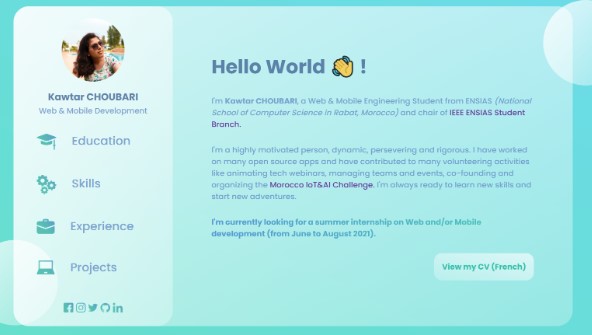 Kawtar CHOUBARI
Web & Mobile Development
Education
Skills
Experience
Projects
Hello World 👋 !
I'm Kawtar CHOUBARI, a Web & Mobile Engineering Student from ENSIAS (National
School of Computer Science in Rabat, Morocco) and chair of IEEE ENSIAS Student
Branch.
I'm a highly motivated person, dynamic, persevering and rigorous. I have worked
on many open source apps and have contributed to many volunteering activities
like animating tech webinars, managing teams and events, co-founding and
organizing the Morocco IoT&AI Challenge. I'm always ready to learn new skills and
start new adventures.
I'm currently looking for a summer internship on Web and/or Mobile
development (from June to August 2021).
View my CV (French)